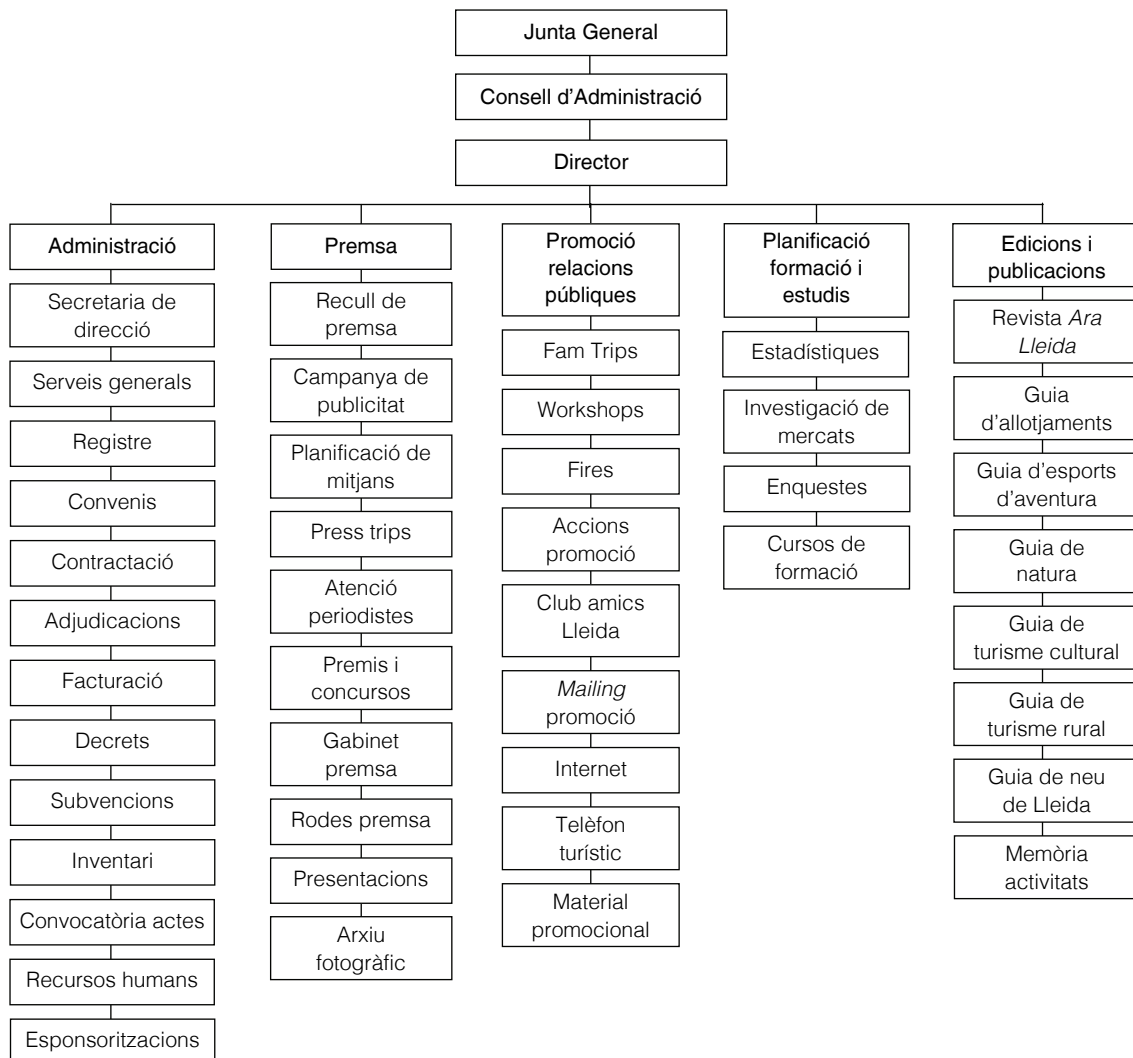 Junta General
Consell d'Administració
Director
Administració
Secretaria de
direcció
Serveis generals
Registre
Convenis
Contractació
Adjudicacions
Facturació
Decrets
Subvencions
Inventari
Convocatòria actes
Recursos humans
Esponsoritzacions
Premsa
Recull de
premsa
Campanya de
publicitat
Planificació de
mitjans
Press trips
Atenció
periodistes
Premis i
concursos
Gabinet
premsa
Rodes premsa
Presentacions
Arxiu
fotogràfic
Promoció
relacions
públiques
Fam Trips
Workshops
Fires
Accions
promoció
Club amics
Lleida
Mailing
promoció
Internet
Telèfon
turístic
Material
promocional
Planificació
formació i
estudis
Estadístiques
Investigació de
mercats
Enquestes
Cursos de
formació
Edicions i
publicacions
Revista Ara
Lleida
Guia
d'allotjaments
Guia d'esports
d'aventura
Guia de
natura
Guia de
turisme cultural
Guia de
turisme rural
Guia de neu
de Lleida
Memòria
activitats